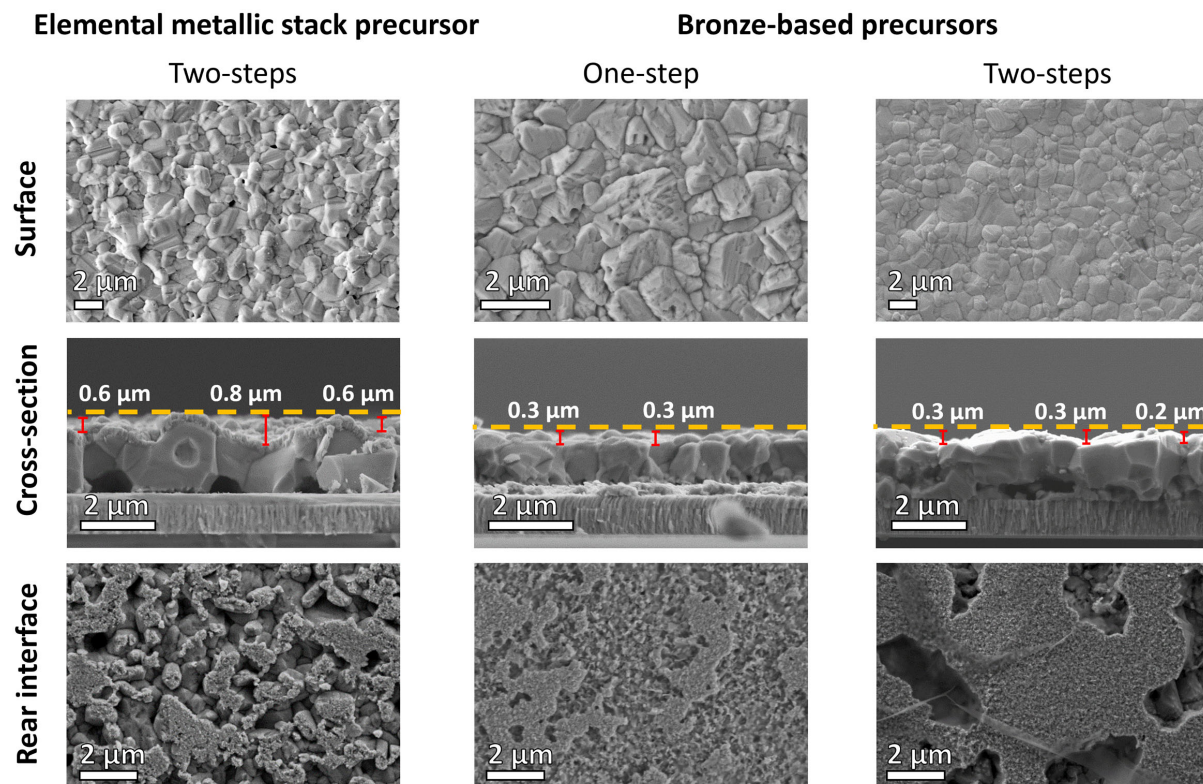 Elemental metallic stack precursor
Bronze-based precursors
Two-steps
One-step
Two-steps
Surface
2 μm
2 μm
2 μm
Cross-section
0.6 μm
0.8 μm
0.6 μm
2 μm
0.3 μm
0.3 μm
2 μm
0.3 μm
0.3 μm
0.2 μm
2 μm
Rear interface
2 μm
2 μm
2 μm